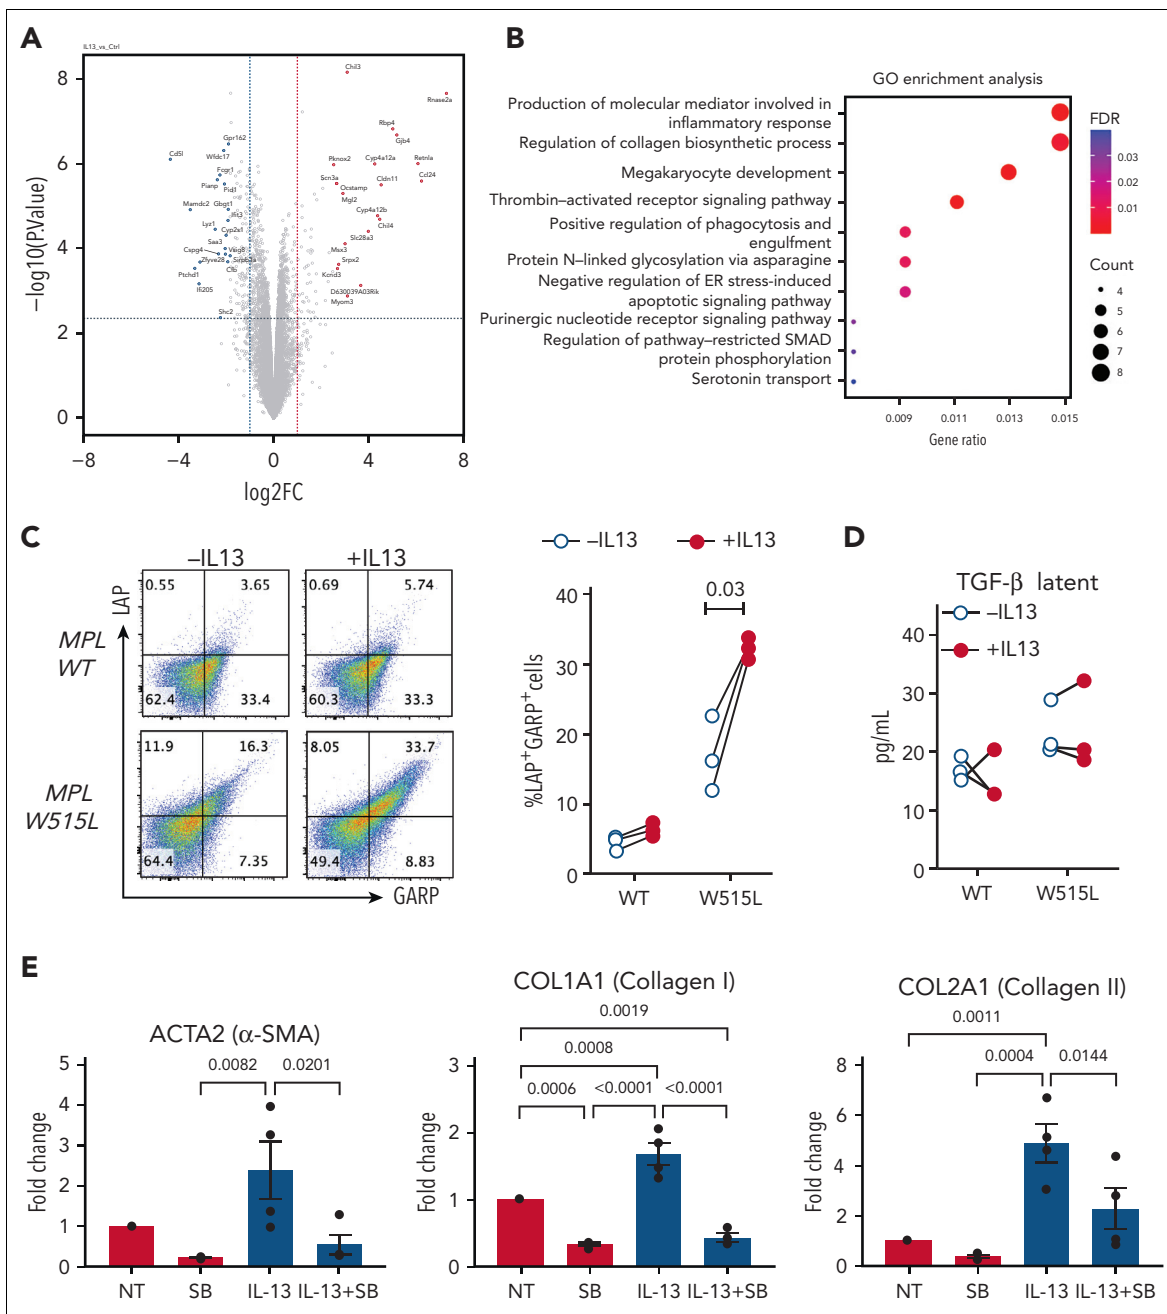 A
IL13_vs_Ctrl
Chil3
Rnase2a
Rbp4
Gjb4
Gpr162
Wfdc17
Cd5l
Pknox2
Cyp4a12a
Retnla
Fcgr1
Pianp
Pid1
Scn3a
Ocstamp
Mgl2
Cldn11
Ccl24
Mamdc2
Gbgt1
Ifit3
Cyp4a12b
Chil4
Lyz1
Cyp2s1
Slc28a3
Saa3
Vsig8
Msx3
Cspg4
Zfyve28
Sirpb1a
Srpx2
Ptchd1
Clb
Kcnd3
Ifi205
D630039A03Rik
Myom3
Shc2
8
6
4
2
0
−log10(P.Value)
−8
−4
0
4
8
log2FC
B
GO enrichment analysis
Production of molecular mediator involved in
inflammatory response
Regulation of collagen biosynthetic process
Megakaryocyte development
Thrombin–activated receptor signaling pathway
Positive regulation of phagocytosis and
engulfment
Protein N–linked glycosylation via asparagine
Negative regulation of ER stress-induced
apoptotic signaling pathway
Purinergic nucleotide receptor signaling pathway
Regulation of pathway–restricted SMAD
protein phosphorylation
Serotonin transport
0.009
0.011
0.013
0.015
Gene ratio
FDR
0.03
0.02
0.01
Count
4
5
6
7
8
C
–IL13
+IL13
LAP
MPL
WT
0.55
3.65
62.4
33.4
0.69
5.74
60.3
33.3
MPL
W515L
11.9
16.3
64.4
7.35
8.05
33.7
49.4
8.83
GARP
–IL13
+IL13
0.03
40
30
20
10
0
%LAP+GARP+cells
WT
W515L
D
TGF-β latent
–IL13
+IL13
40
30
20
10
0
pg/mL
WT
W515L
E
ACTA2 (α-SMA)
0.0082
0.0201
5
4
3
2
1
0
Fold change
NT
SB
IL-13
IL-13+SB
COL1A1 (Collagen I)
0.0019
0.0008
0.0006
<0.0001
<0.0001
3
2
1
0
Fold change
NT
SB
IL-13
IL-13+SB
COL2A1 (Collagen II)
0.0011
0.0004
0.0144
8
6
4
2
0
Fold change
NT
SB
IL-13
IL-13+SB